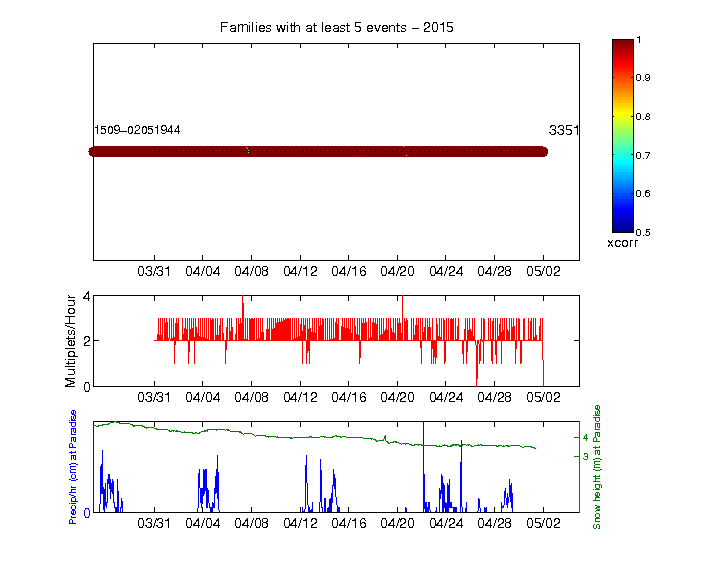 Families with at least 5 events − 2015
1509−02051944
3351
03/31 04/04 04/08 04/12 04/16 04/20 04/24 04/28 05/02
1
0.9
0.8
0.7
0.6
0.5
xcorr
Multiplets/Hour
4
2
0
03/31 04/04 04/08 04/12 04/16 04/20 04/24 04/28 05/02
Precip/hr (cm) at Paradise
0
4
3
Snow height (m) at Paradise
03/31 04/04 04/08 04/12 04/16 04/20 04/24 04/28 05/02